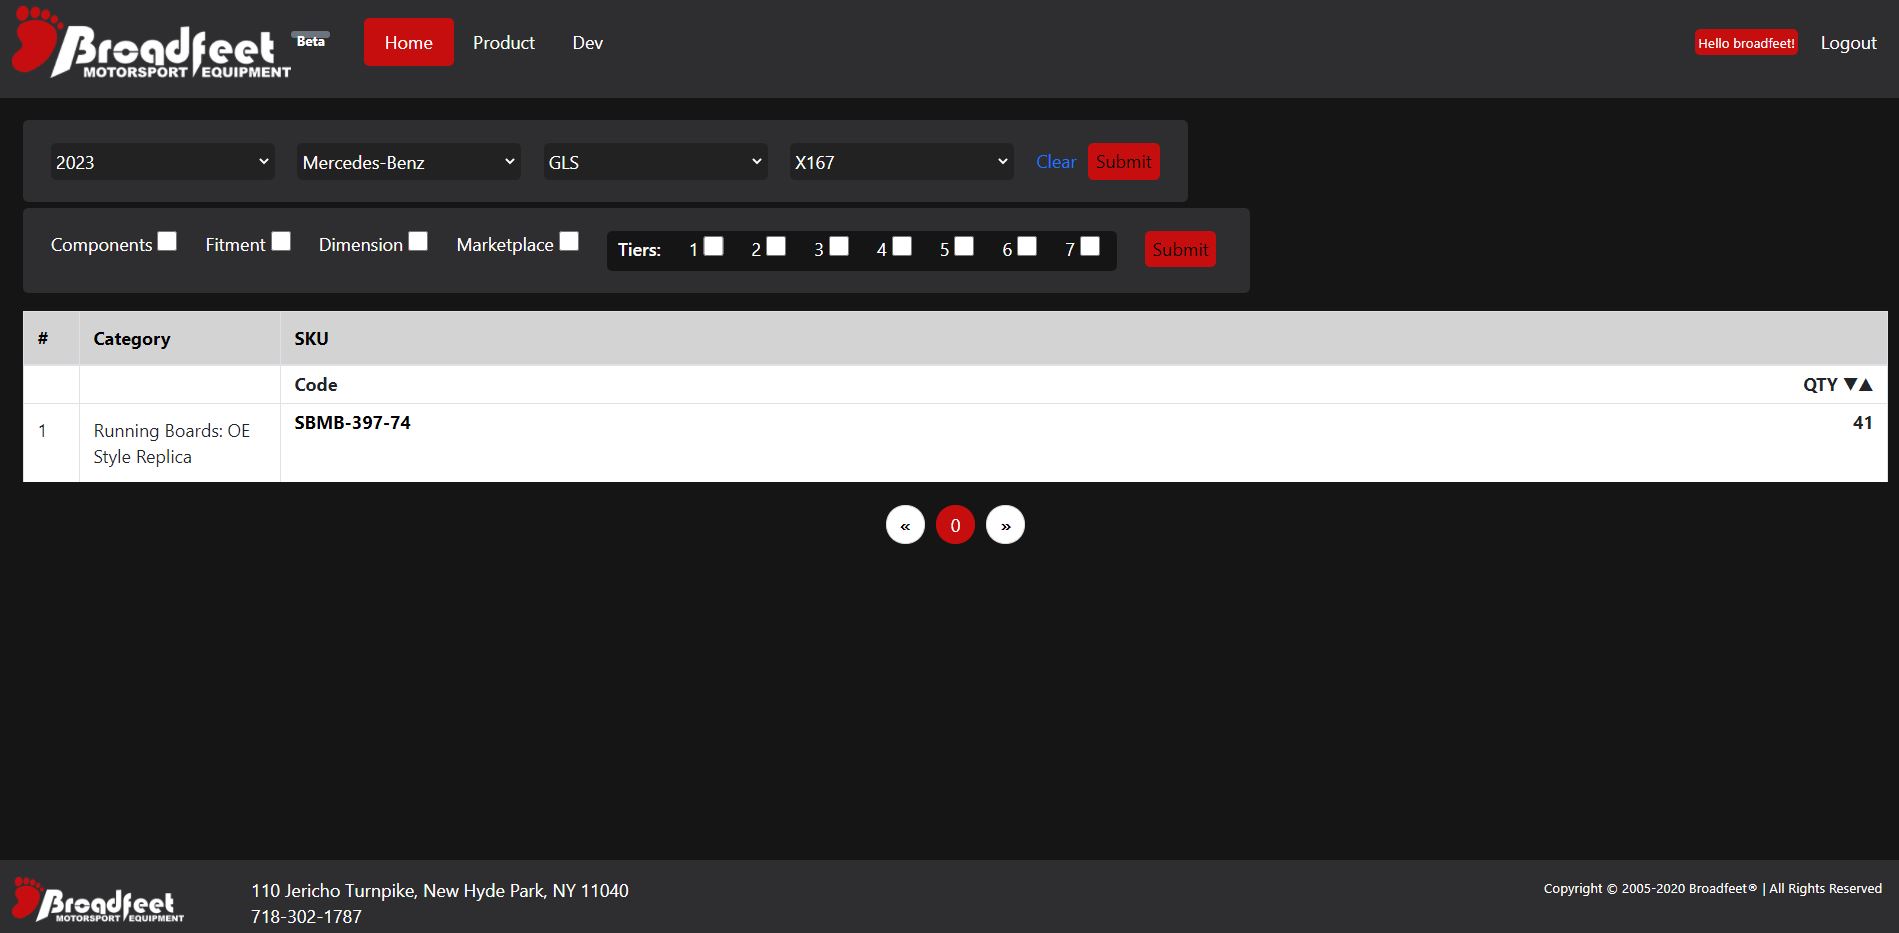 Broadfeet
MOTORSPORT EQUIPMENT
Beta
Home Product Dev
Hello broadfeet! Logout
2023 Mercedes-Benz GLS X167 Clear Submit
Components Fitment Dimension Marketplace Tiers: 1 2 3 4 5 6 7 Submit
# Category SKU
Code QTY ▼▲
1 Running Boards: OE Style Replica SBMB-397-74 41
« 0 »
Broadfeet
MOTORSPORT EQUIPMENT
110 Jericho Turnpike, New Hyde Park, NY 11040
718-302-1787
Copyright © 2005-2020 Broadfeet® | All Rights Reserved